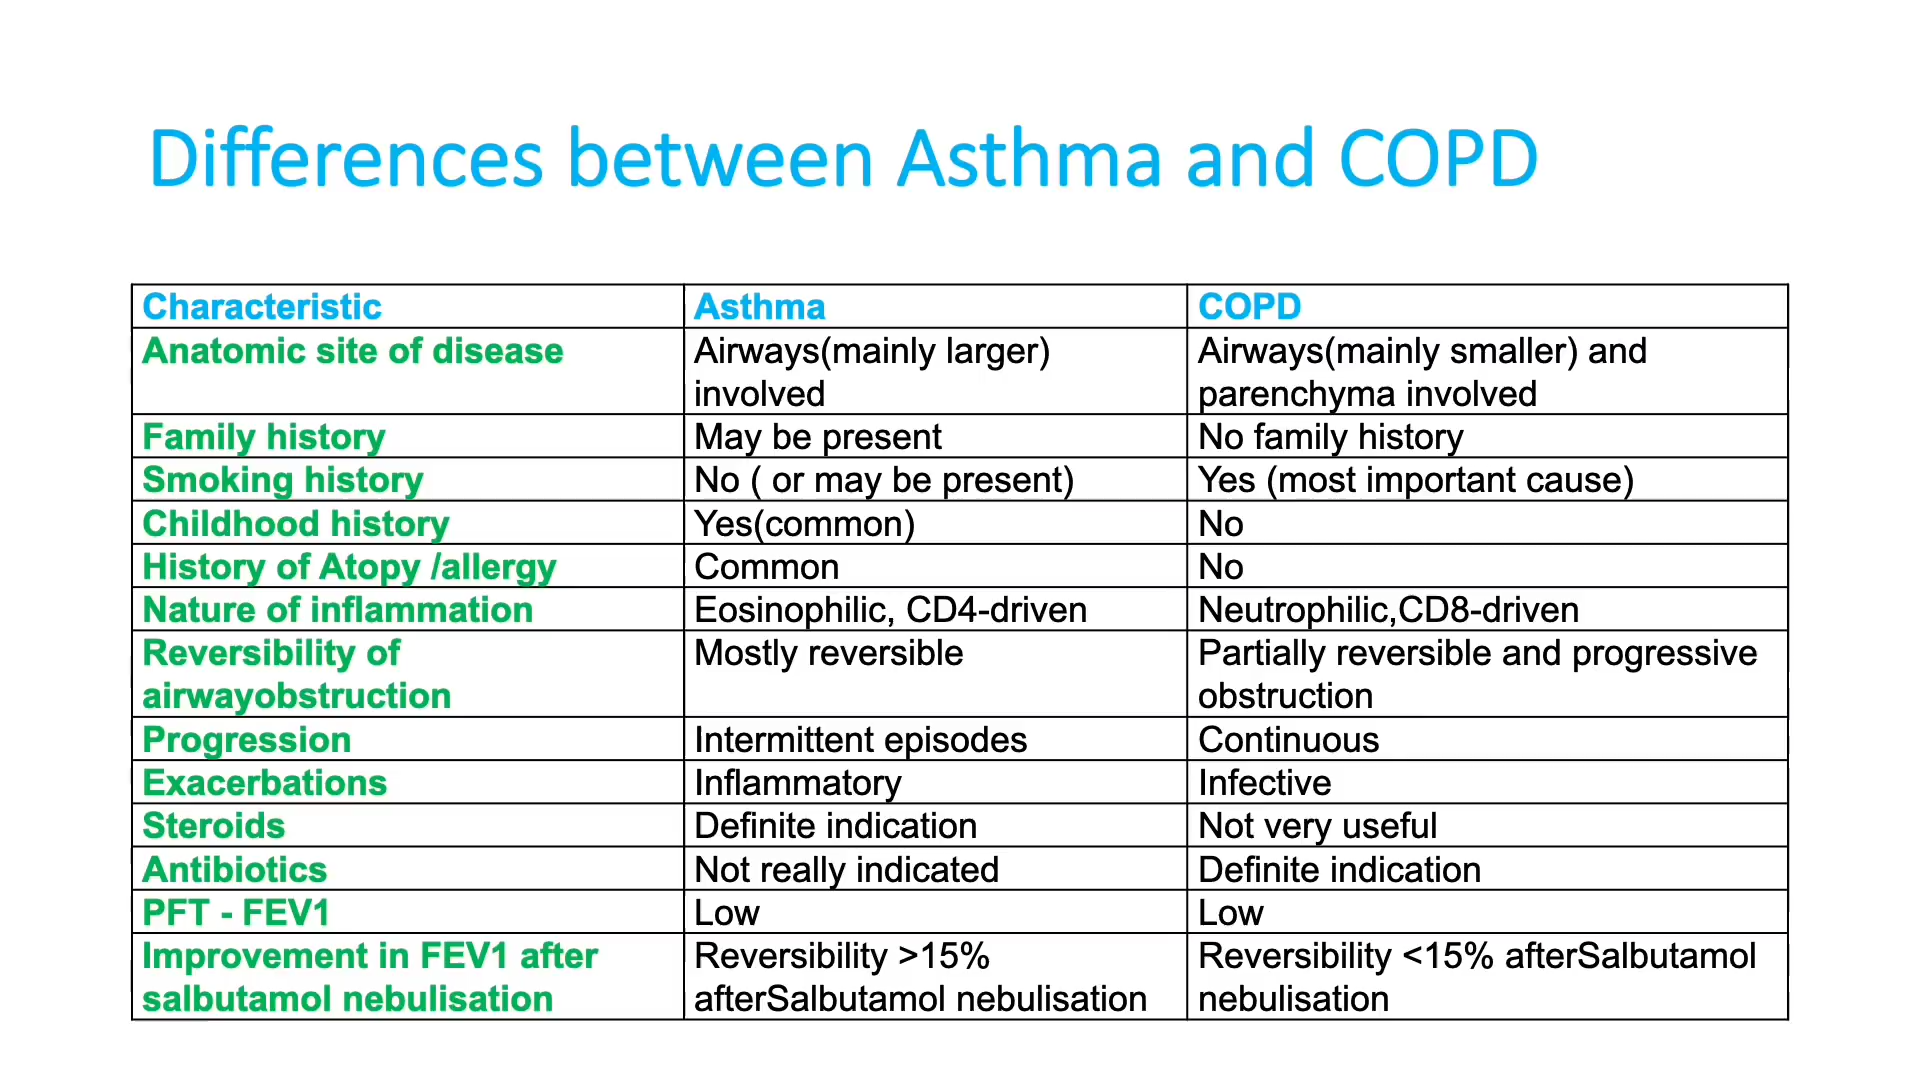 Differences between Asthma and COPD
Characteristic Asthma COPD
Anatomic site of disease Airways(mainly larger) Airways(mainly smaller) and
involved parenchyma involved
Family history May be present No family history
Smoking history No ( or may be present) Yes (most important cause)
Childhood history Yes(common) No
History of Atopy /allergy Common No
Nature of inflammation Eosinophilic, CD4-driven Neutrophilic,CD8-driven
Reversibility of Mostly reversible Partially reversible and progressive
airwayobstruction obstruction
Progression Intermittent episodes Continuous
Exacerbations Inflammatory Infective
Steroids Definite indication Not very useful
Antibiotics Not really indicated Definite indication
PFT - FEV1 Low Low
Improvement in FEV1 after Reversibility >15% Reversibility <15% afterSalbutamol
salbutamol nebulisation afterSalbutamol nebulisation nebulisation